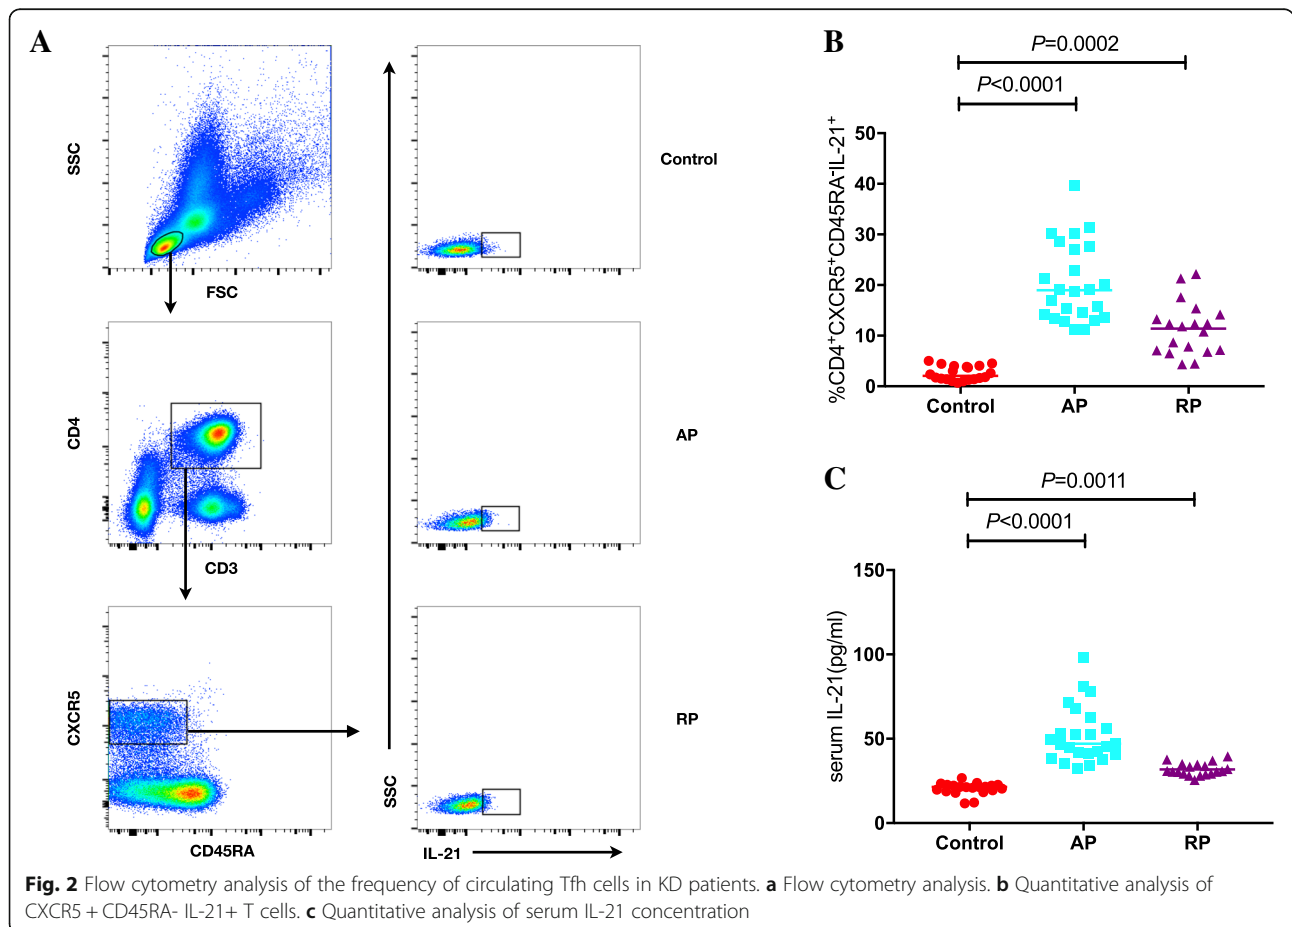 A
SSC
FSC
CD4
CD3
CXCR5
CD45RA
SSC
IL-21
Control
AP
RP
B
P=0.0002
P<0.0001
%CD4+CXCR5+CD45RA-IL-21+
50
40
30
20
10
0
Control AP RP
C
P=0.0011
P<0.0001
serum IL-21(pg/ml)
150
100
50
0
Control AP RP
Fig. 2 Flow cytometry analysis of the frequency of circulating Tfh cells in KD patients. a Flow cytometry analysis. b Quantitative analysis of
CXCR5 + CD45RA- IL-21+ T cells. c Quantitative analysis of serum IL-21 concentration